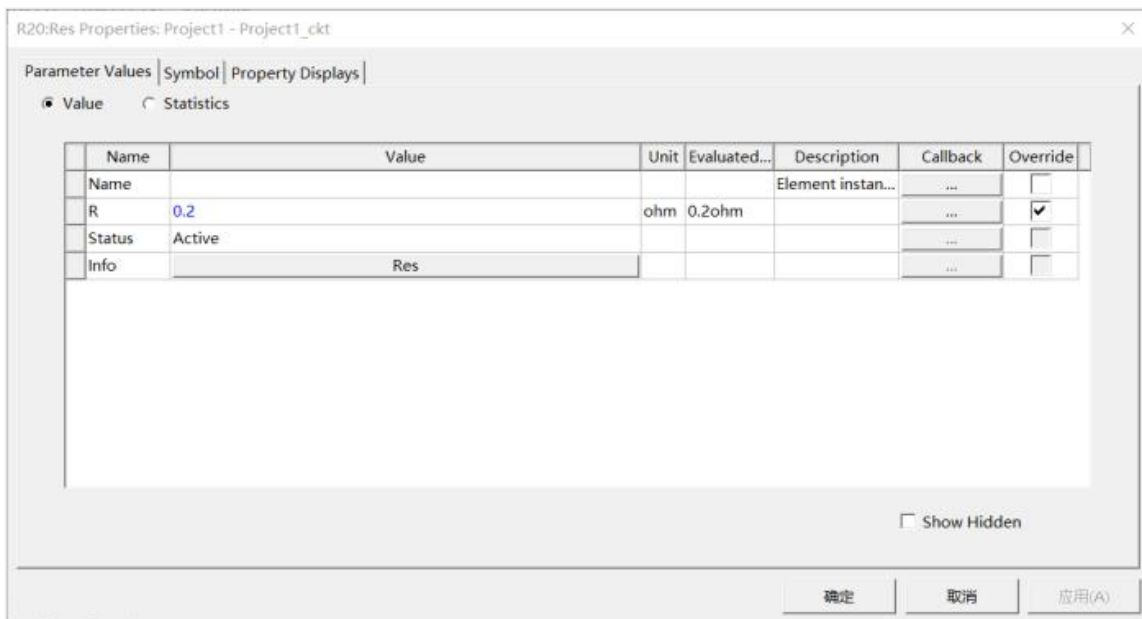 R20:Res Properties: Project1 - Project1_ckt
Parameter Values Symbol Property Displays
Value Statistics
Name Value Unit Evaluated... Description Callback Override
Name Element instan... ...
R 0.2 ohm 0.2ohm ...
Status Active ...
Info Res ...
Show Hidden
确定 取消 应用(A)